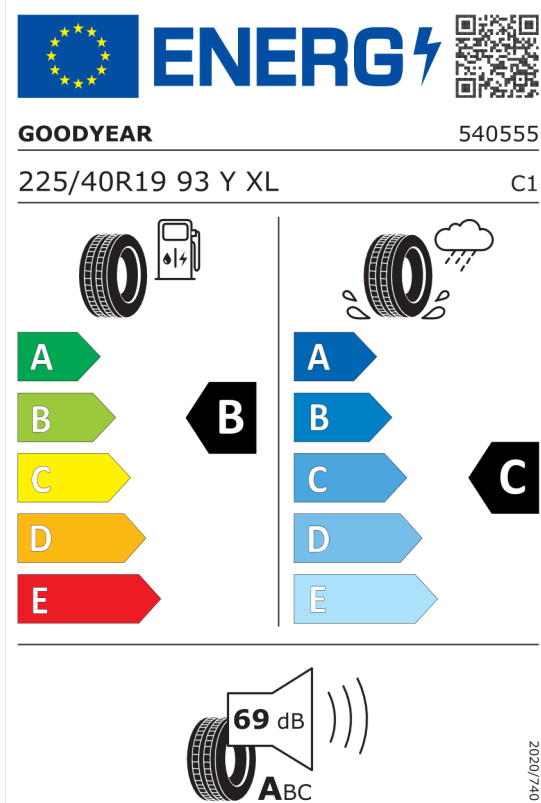 ENERG
GOODYEAR 540555
225/40R19 93 Y XL C1
A A
B B B
C C C
D D
E E
69 dB
ABC
2020/740